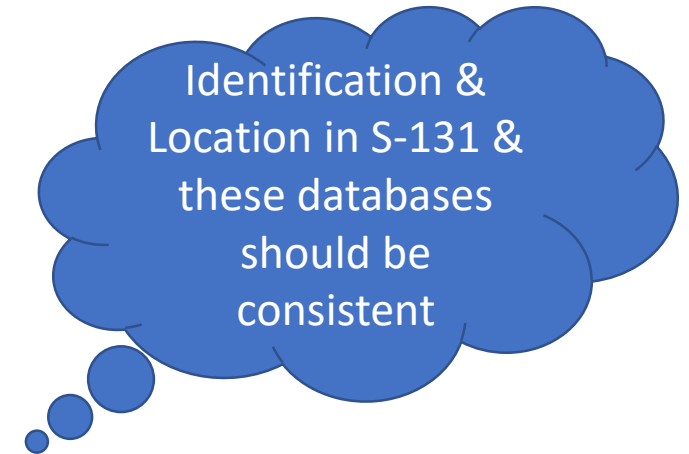 Identification &
Location in S-131 &
these databases
should be
consistent